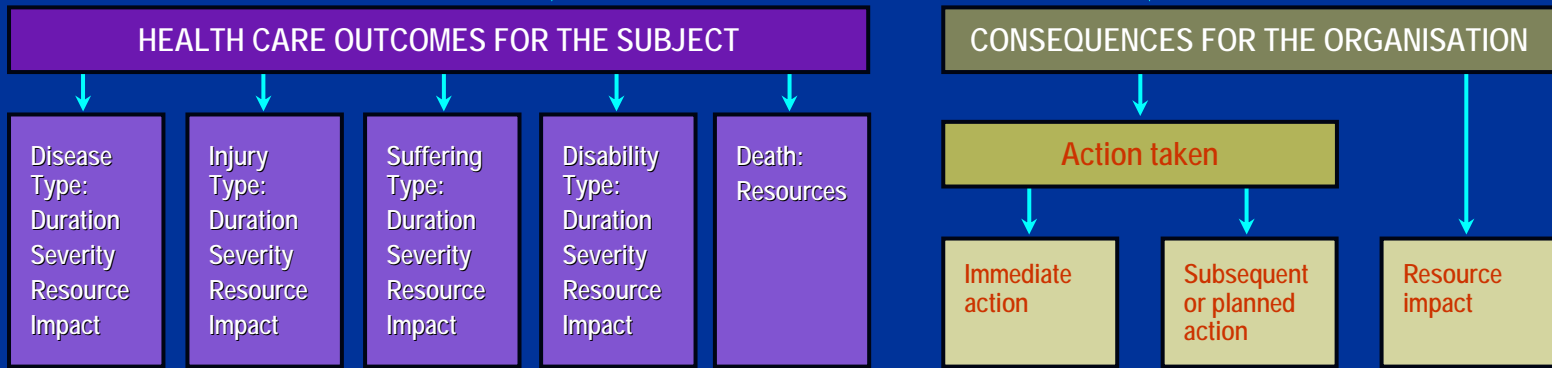 HEALTH CARE OUTCOMES FOR THE SUBJECT
Disease
Type:
Duration
Severity
Resource
Impact
Injury
Type:
Duration
Severity
Resource
Impact
Suffering
Type:
Duration
Severity
Resource
Impact
Disability
Type:
Duration
Severity
Resource
Impact
Death:
Resources
CONSEQUENCES FOR THE ORGANISATION
Action taken
Immediate
action
Subsequent
or planned
action
Resource
impact